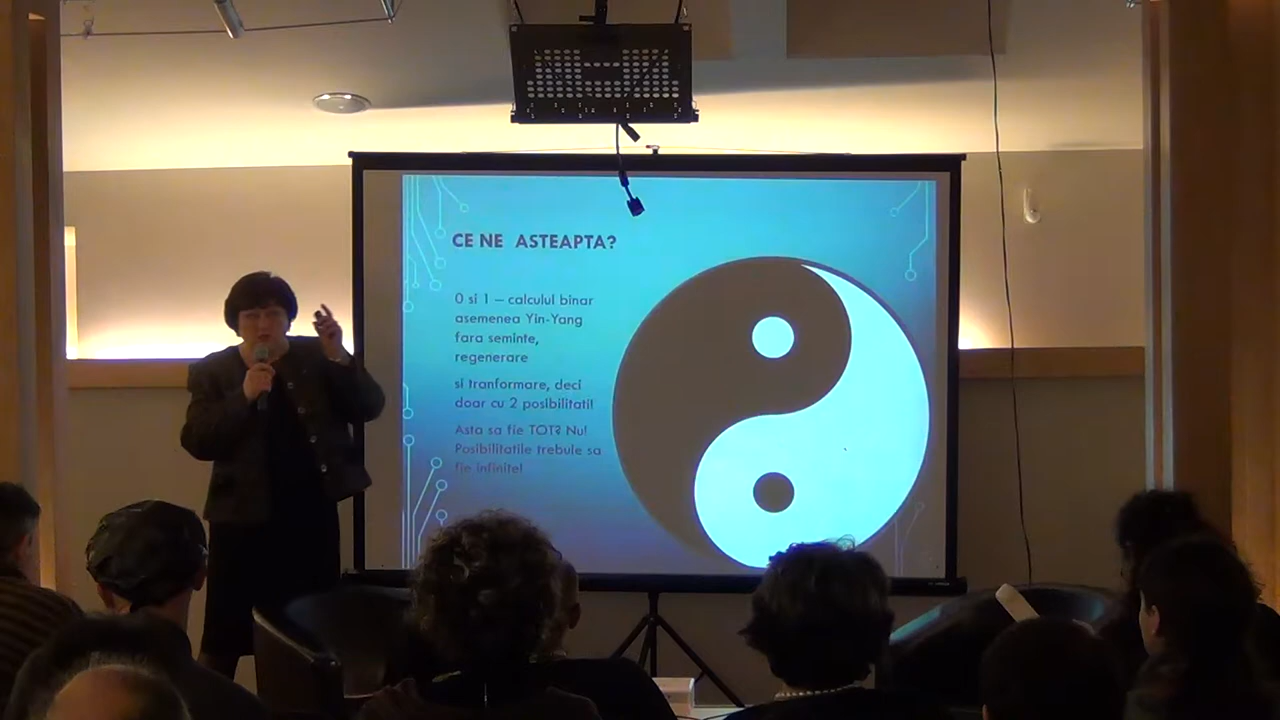 CE NE ASTEAPTA?
0 si 1 – calculul binar
asemenea Yin-Yang
fara seminte,
regenerare
si tranformare, deci
doar cu 2 posibilitati!
Asta sa fie TOT? Nu!
Posibilitatile trebuie sa
fie infinite!